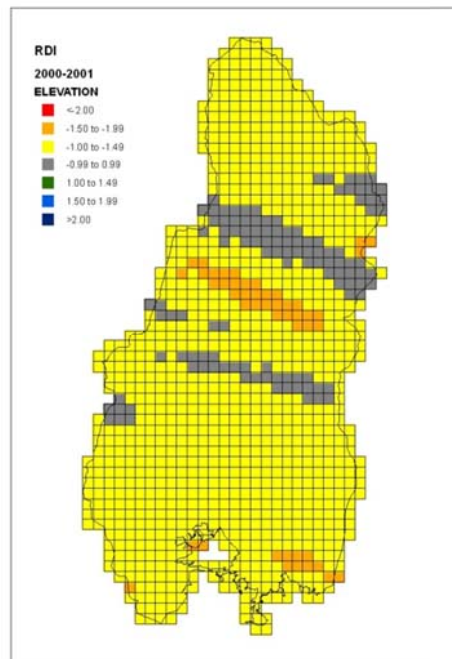 RDI
2000-2001
ELEVATION
<-2.00
-1.50 to -1.99
-1.00 to -1.49
-0.99 to 0.99
1.00 to 1.49
1.50 to 1.99
>2.00